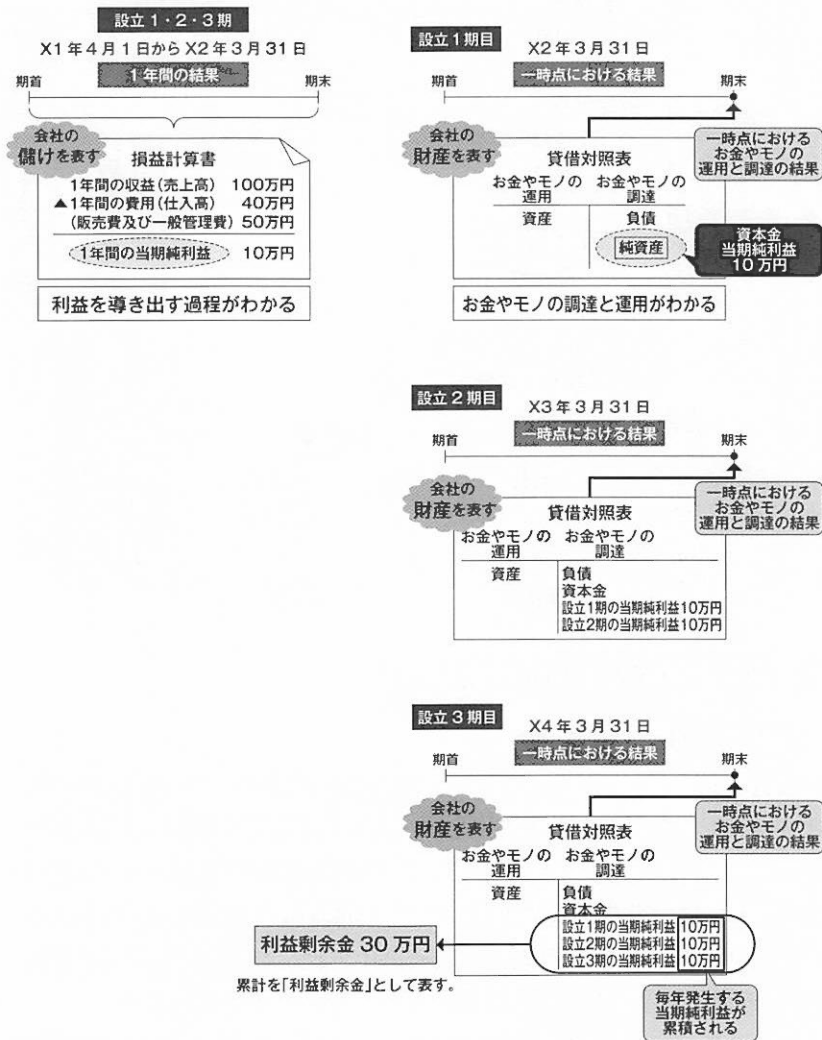 設立1・2・3期
X1年4月1日から X2年3月31日
1年間の結果
期首
期末
会社の
儲けを表す
損益計算書
1年間の収益(売上高) 100万円
▲1年間の費用(仕入高) 40万円
(販売費及び一般管理費) 50万円
1年間の当期純利益 10万円
利益を導き出す過程がわかる
設立1期目
X2年3月31日
一時点における結果
期首
期末
会社の
財産を表す
貸借対照表
お金やモノの
運用
お金やモノの
調達
資産
負債
純資産
一時点における
お金やモノの
運用と調達の結果
資本金
当期純利益
10万円
お金やモノの調達と運用がわかる
設立2期目
X3年3月31日
一時点における結果
期首
期末
会社の
財産を表す
貸借対照表
お金やモノの
運用
お金やモノの
調達
資産
負債
資本金
設立1期の当期純利益10万円
設立2期の当期純利益10万円
一時点における
お金やモノの
運用と調達の結果
設立3期目
X4年3月31日
一時点における結果
期首
期末
会社の
財産を表す
貸借対照表
お金やモノの
運用
お金やモノの
調達
資産
負債
資本金
設立1期の当期純利益 10万円
設立2期の当期純利益 10万円
設立3期の当期純利益 10万円
一時点における
お金やモノの
運用と調達の結果
利益剰余金 30万円
累計を「利益剰余金」として表す。
毎年発生する
当期純利益が
累積される